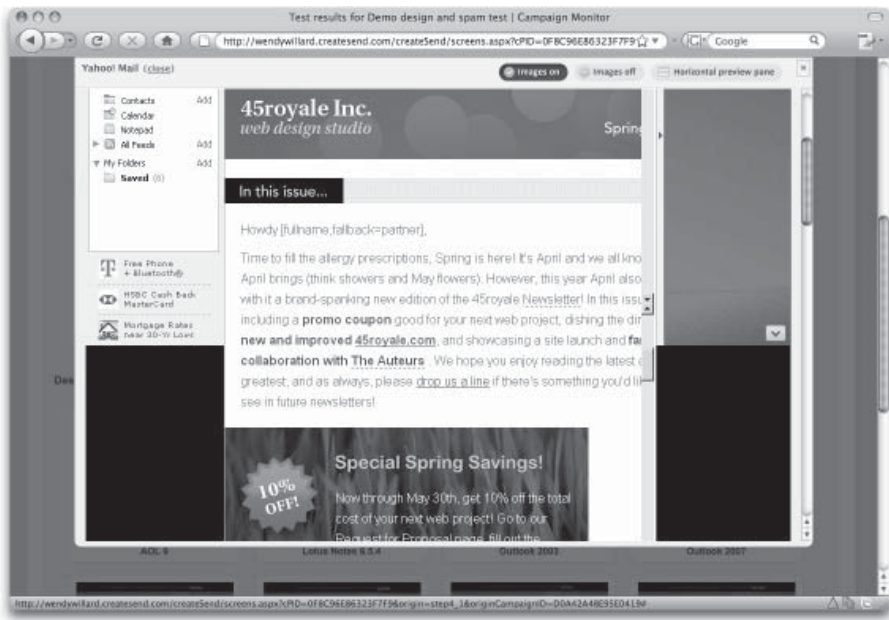 Test results for Demo design and spam test | Campaign Monitor
http://wendywillard.createsend.com/createSend/screens.aspx?cPID=0F8C96E86323F7F9
Google
Yahoo! Mail (close)
Images on
Images off
Horizontal preview pane
Contacts Add
Calendar
Notepad
All Feeds Add
My Folders Add
Saved (6)
Free Phone
+ Bluetooth®
HSBC Cash Back
MasterCard
Mortgage Rates
near 30-Yr Lows
45royale Inc.
web design studio
Spring
In this issue...
Howdy [fullname,fallback=partner],
Time to fill the allergy prescriptions, Spring is here! It's April and we all kno
April brings (think showers and May flowers). However, this year April also
with it a brand-spanking new edition of the 45royale Newsletter! In this issu
including a promo coupon good for your next web project, dishing the dir
new and improved 45royale.com, and showcasing a site launch and fa
collaboration with The Auteurs . We hope you enjoy reading the latest a
greatest, and as always, please drop us a line if there's something you'd lik
see in future newsletters!
10%
OFF!
Special Spring Savings!
Now through May 30th, get 10% off the total
cost of your next web project! Go to our
Request for Proposal page, fill out the
AOL 9
Lotus Notes 6.5.4
Outlook 2003
Outlook 2007
http://wendywillard.createsend.com/createSend/screens.aspx?cPID=0F8C96E86323F7F9&origin=step4_1&originCampaignID=D0A42A48E95E0419#